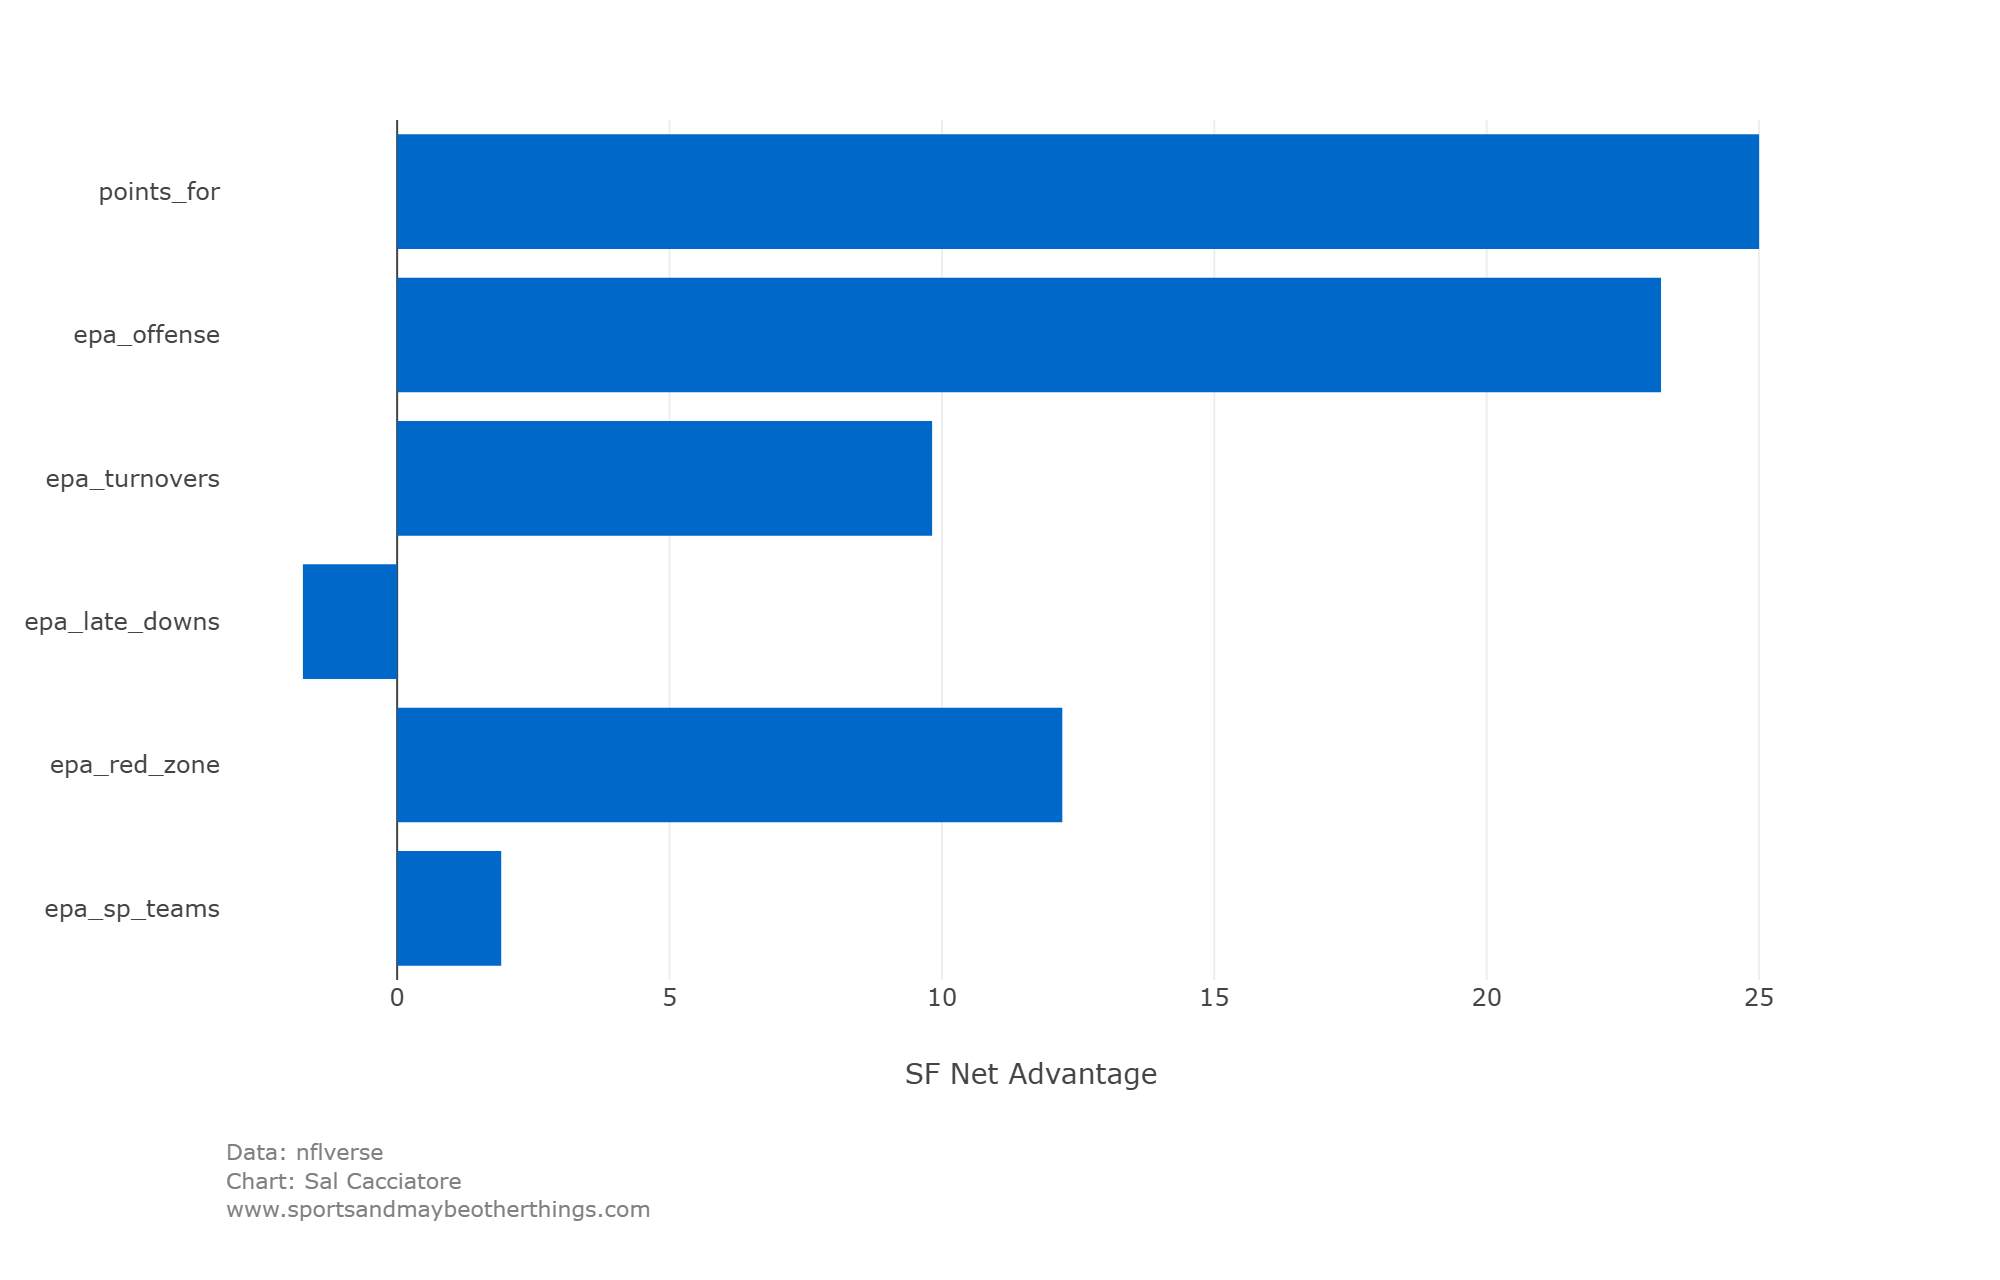 points_for
epa_offense
epa_turnovers
epa_late_downs
epa_red_zone
epa_sp_teams
0 5 10 15 20 25
SF Net Advantage
Data: nflverse
Chart: Sal Cacciatore
www.sportsandmaybeotherthings.com